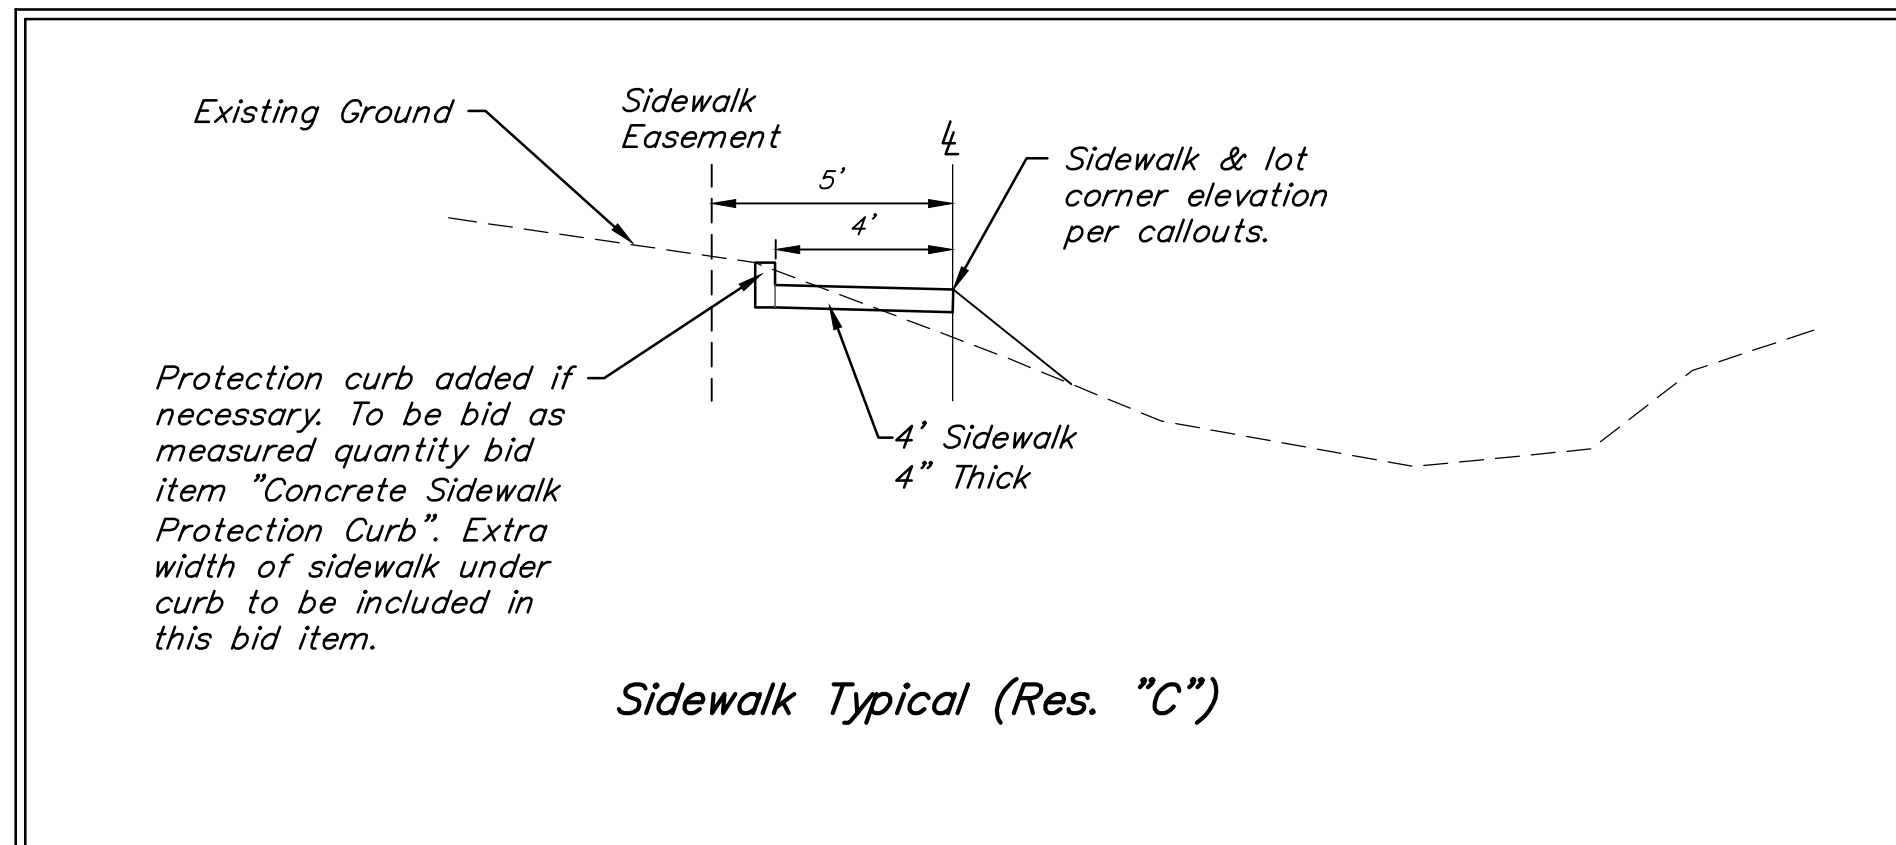 Existing Ground
Sidewalk
Easement
5'
4'
Sidewalk & lot
corner elevation
per callouts.
Protection curb added if
necessary. To be bid as
measured quantity bid
item "Concrete Sidewalk
Protection Curb". Extra
width of sidewalk under
curb to be included in
this bid item.
4' Sidewalk
4" Thick
Sidewalk Typical (Res. "C")